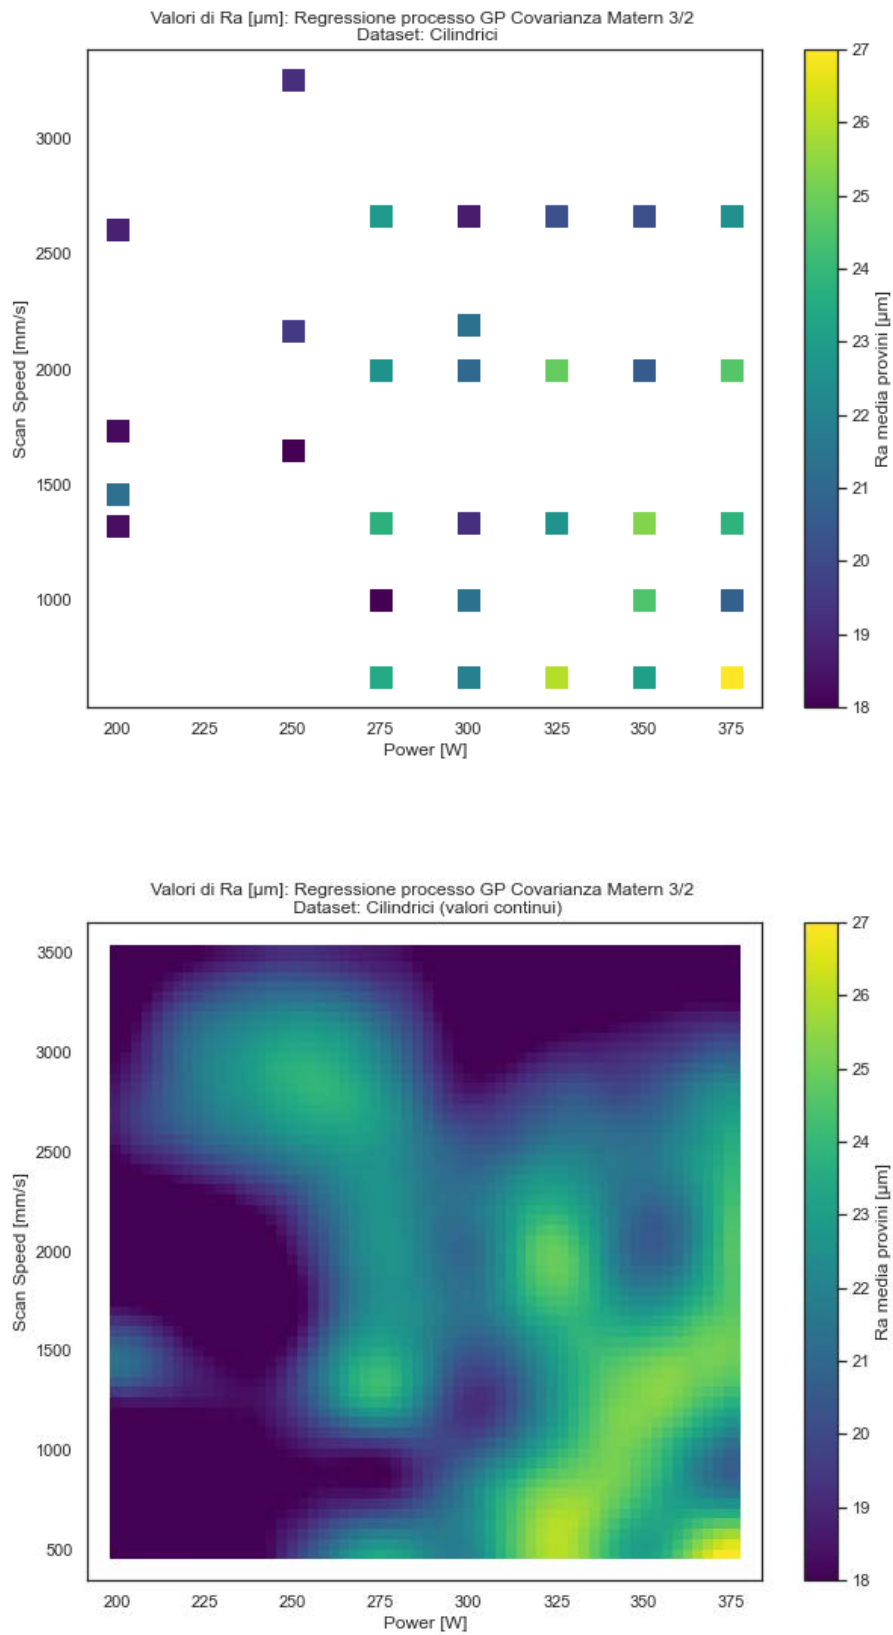 Valori di Ra [µm]: Regressione processo GP Covarianza Matern 3/2
Dataset: Cilindrici
27
26
25
24
23
22
21
20
19
18
Ra media provini [µm]
3000
2500
2000
1500
1000
Scan Speed [mm/s]
200 225 250 275 300 325 350 375
Power [W]
Valori di Ra [µm]: Regressione processo GP Covarianza Matern 3/2
Dataset: Cilindrici (valori continui)
27
26
25
24
23
22
21
20
19
18
Ra media provini [µm]
3500
3000
2500
2000
1500
1000
500
Scan Speed [mm/s]
200 225 250 275 300 325 350 375
Power [W]